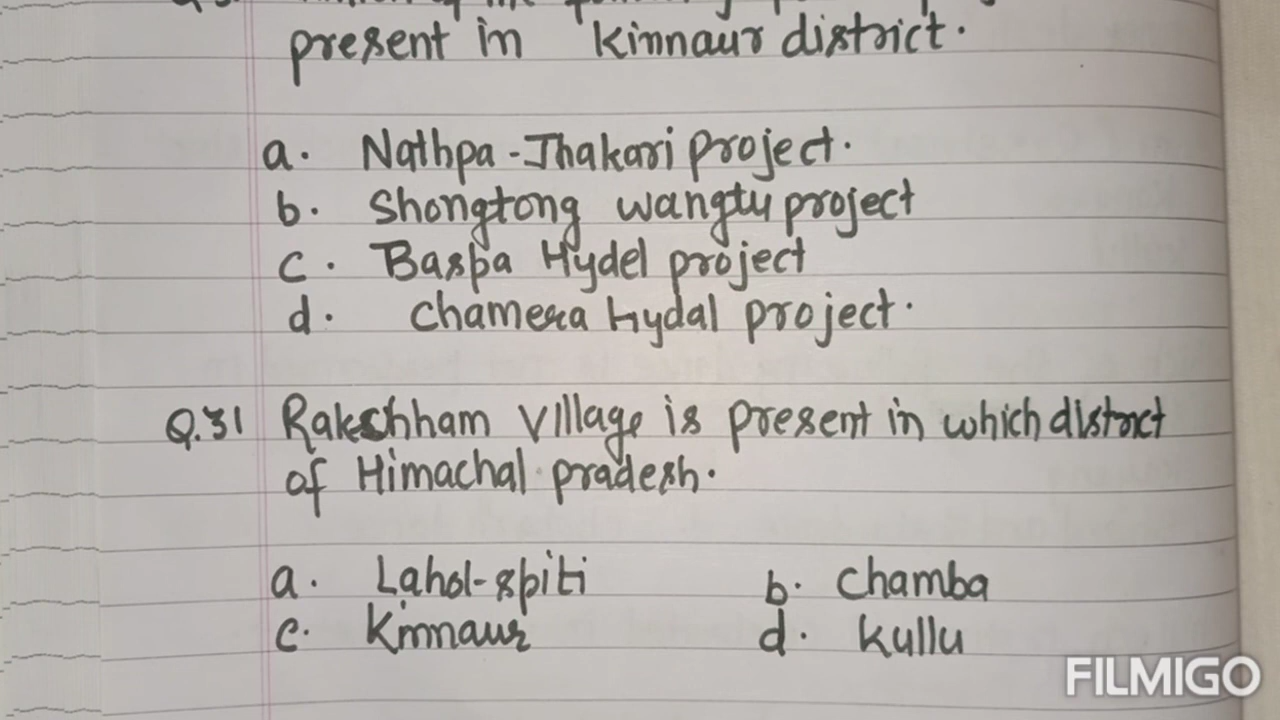 present in Kinnaur district.
a. Nathpa-Jhakari project.
b. Shongtong wangtu project
c. Baspa Hydel project
d. Chamera Hydal project.
Q.31 Rakchham Village is present in which district
of Himachal pradesh.
a. Lahol-spiti b. Chamba
c. Kinnaur d. Kullu
FILMIGO